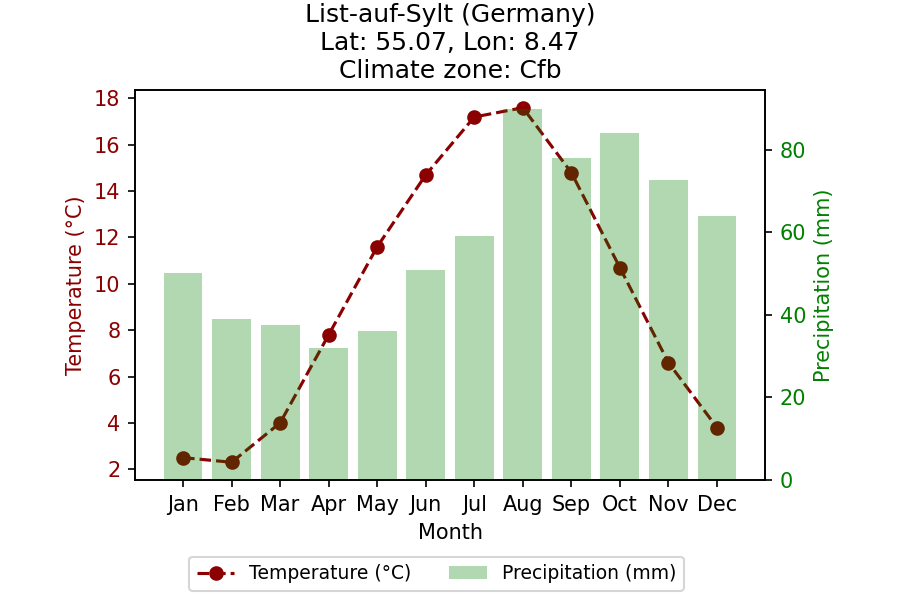 List-auf-Sylt (Germany)
Lat: 55.07, Lon: 8.47
Climate zone: Cfb
18
16
14
12
10
8
6
4
2
Temperature (°C)
80
60
40
20
0
Precipitation (mm)
Jan Feb Mar Apr May Jun Jul Aug Sep Oct Nov Dec
Month
Temperature (°C) Precipitation (mm)